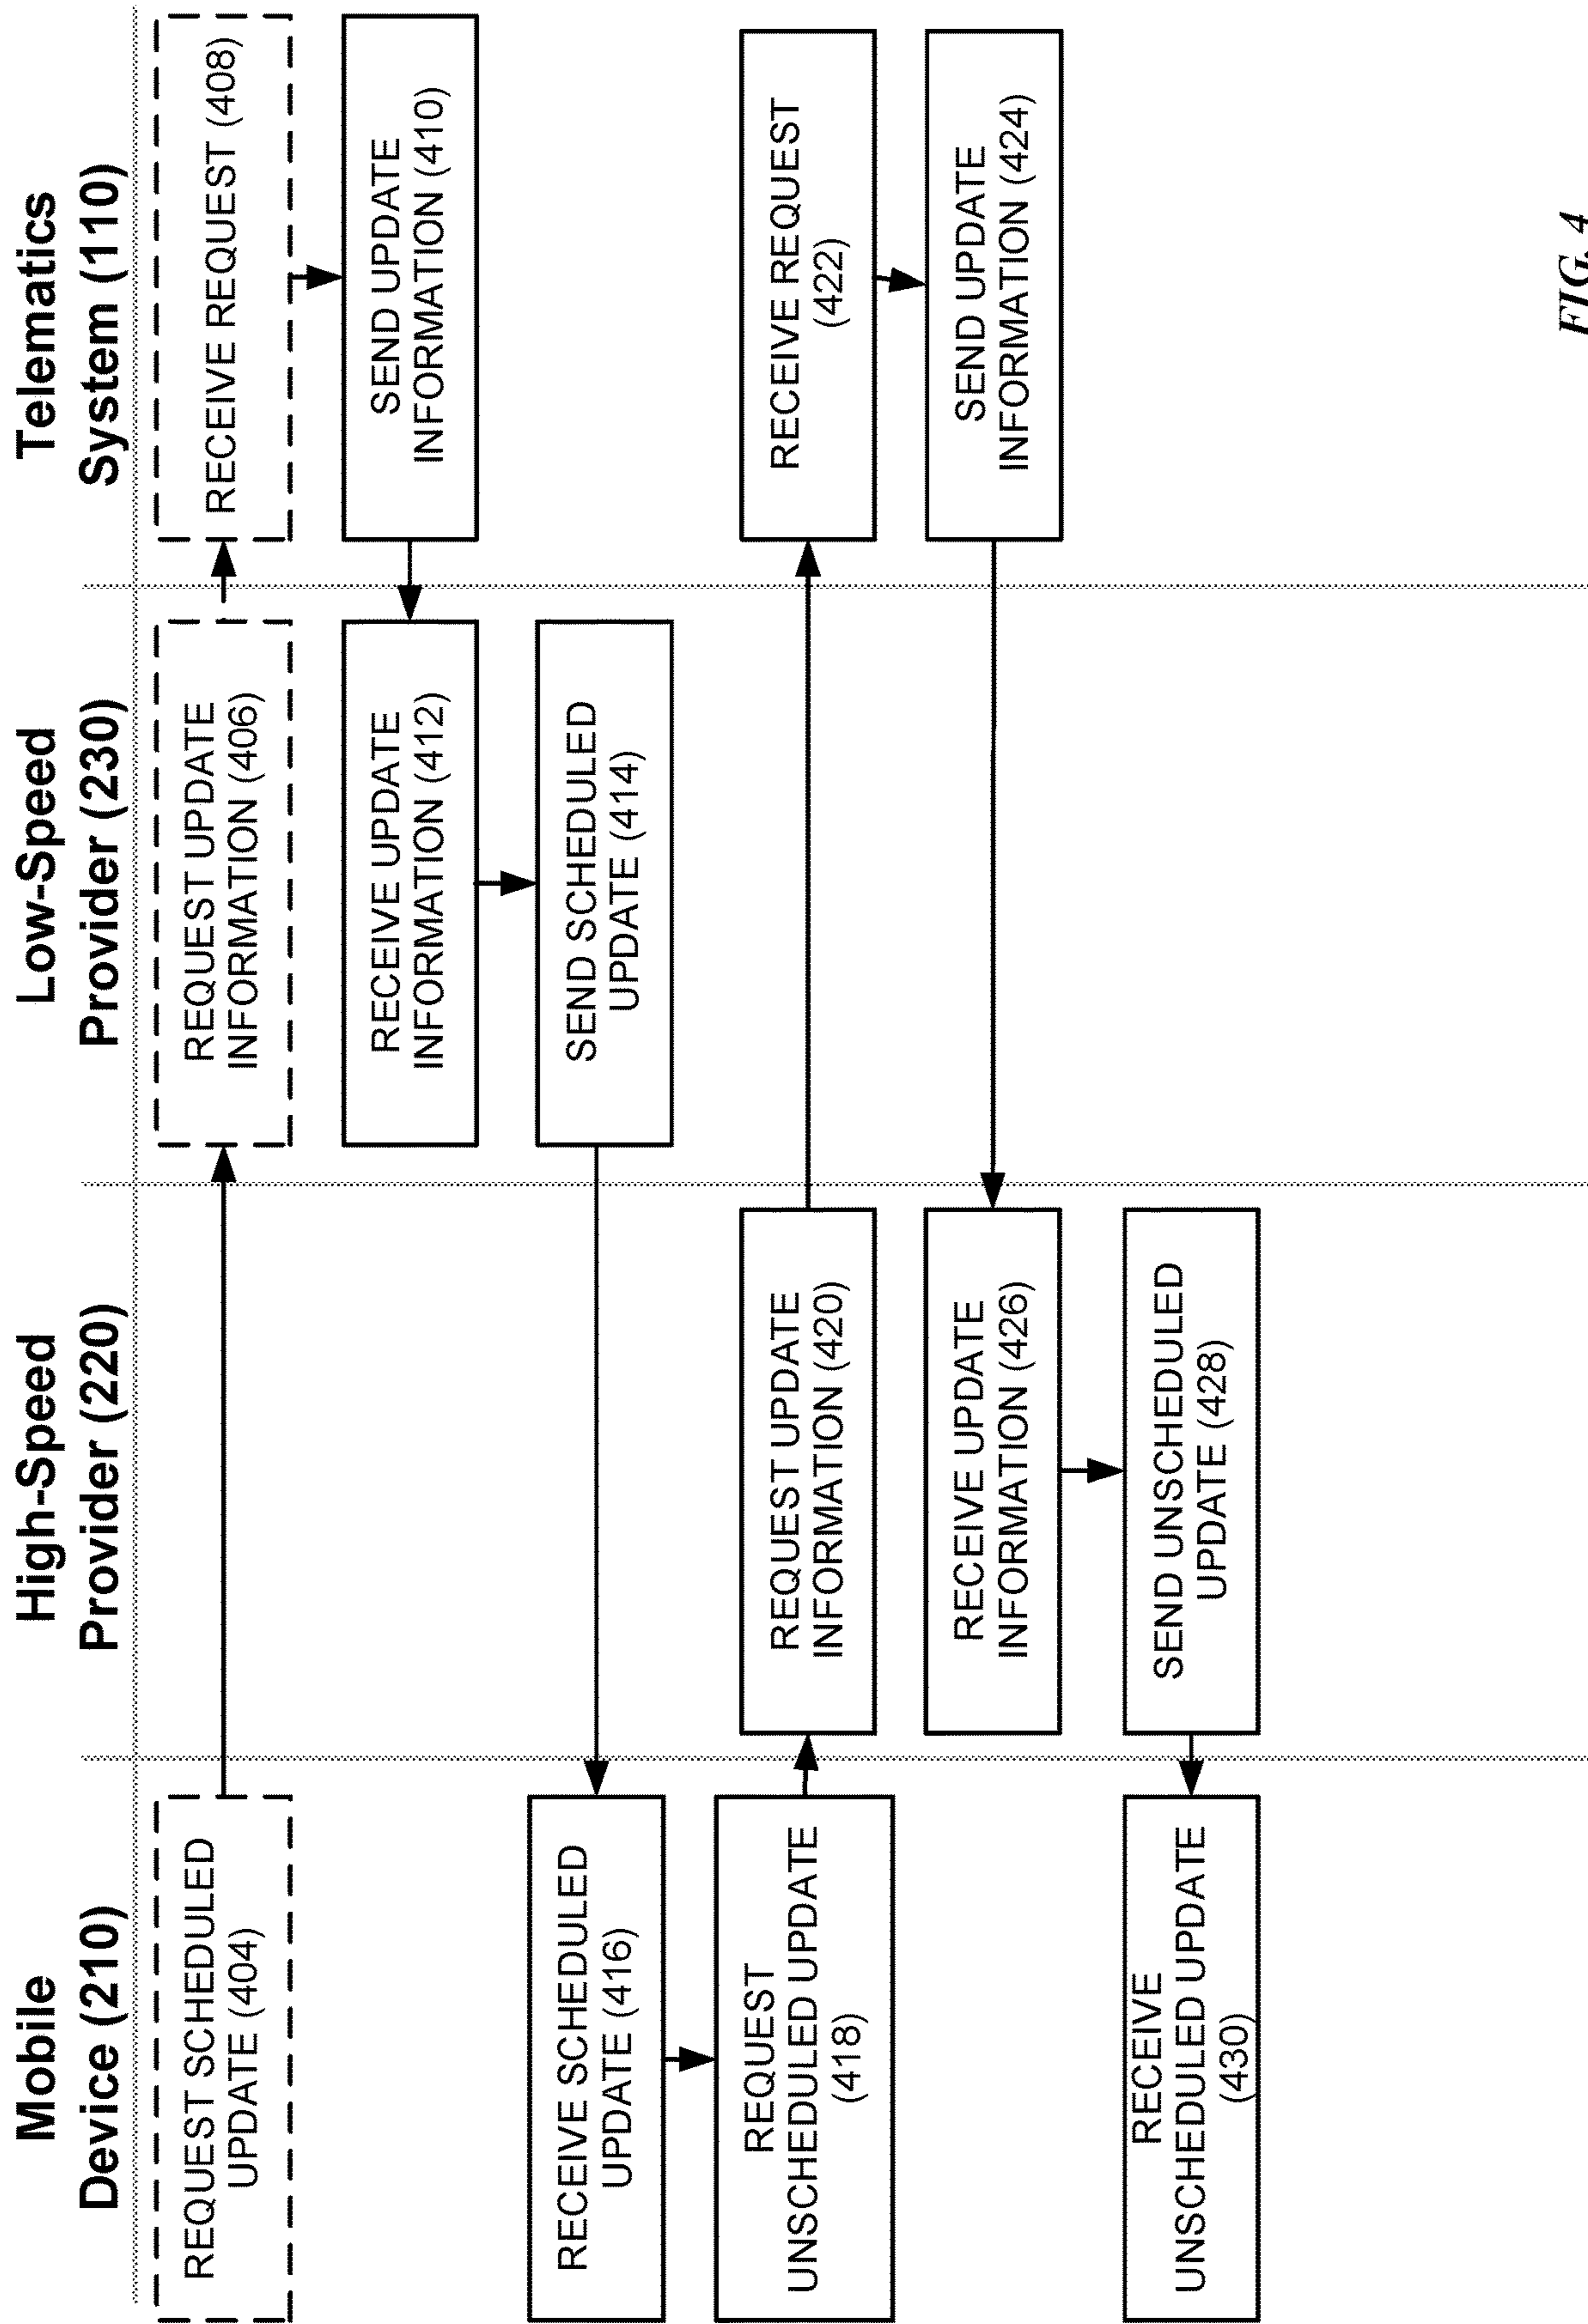 Mobile
Device (210)
High-Speed
Provider (220)
Low-Speed
Provider (230)
Telematics
System (110)
REQUEST SCHEDULED
UPDATE (404)
REQUEST UPDATE
INFORMATION (406)
RECEIVE REQUEST (408)
SEND UPDATE
INFORMATION (410)
RECEIVE UPDATE
INFORMATION (412)
SEND SCHEDULED
UPDATE (414)
RECEIVE SCHEDULED
UPDATE (416)
REQUEST
UNSCHEDULED UPDATE
(418)
REQUEST UPDATE
INFORMATION (420)
RECEIVE REQUEST
(422)
SEND UPDATE
INFORMATION (424)
RECEIVE UPDATE
INFORMATION (426)
SEND UNSCHEDULED
UPDATE (428)
RECEIVE
UNSCHEDULED UPDATE
(430)
FIG. 4